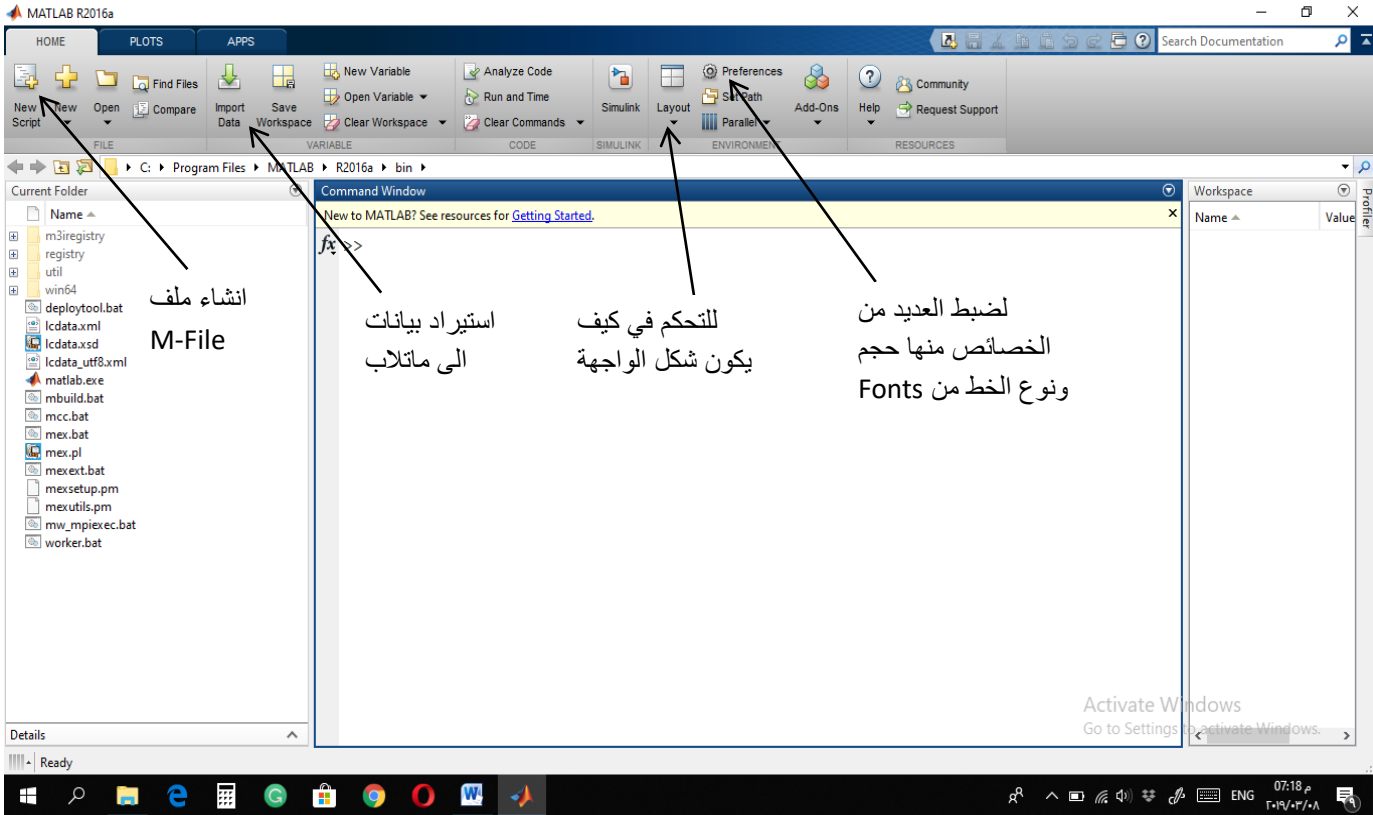 MATLAB R2016a
HOME PLOTS APPS
Search Documentation
New Script
New
Open
Find Files
Compare
Import Data
Save Workspace
New Variable
Open Variable
Clear Workspace
Analyze Code
Run and Time
Clear Commands
Simulink
Layout
Preferences
Set Path
Parallel
Add-Ons
Help
Community
Request Support
FILE VARIABLE CODE SIMULINK ENVIRONMENT RESOURCES
C: Program Files MATLAB R2016a bin
Current Folder
Name
m3iregistry
registry
util
win64
deploytool.bat
lcdata.xml
lcdata.xsd
lcdata_utf8.xml
matlab.exe
mbuild.bat
mcc.bat
mex.bat
mex.pl
mexext.bat
mexsetup.pm
mexutils.pm
mw_mpiexec.bat
worker.bat
Details
Command Window
New to MATLAB? See resources for Getting Started.
fx >>
Workspace
Name Value
Profiler
انشاء ملف
M-File
استيراد بيانات
الى ماتلاب
للتحكم في كيف
يكون شكل الواجهة
لضبط العديد من
الخصائص منها حجم
ونوع الخط من Fonts
Activate Windows
Go to Settings to activate Windows.
Ready
ENG
07:18 م
٢٠١٩/٠٣/٠٨